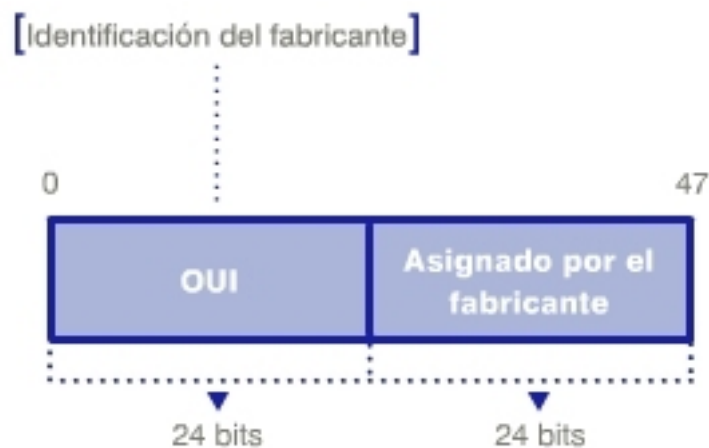 [Identificación del fabricante]
0
47
OUI
Asignado por el
fabricante
24 bits
24 bits